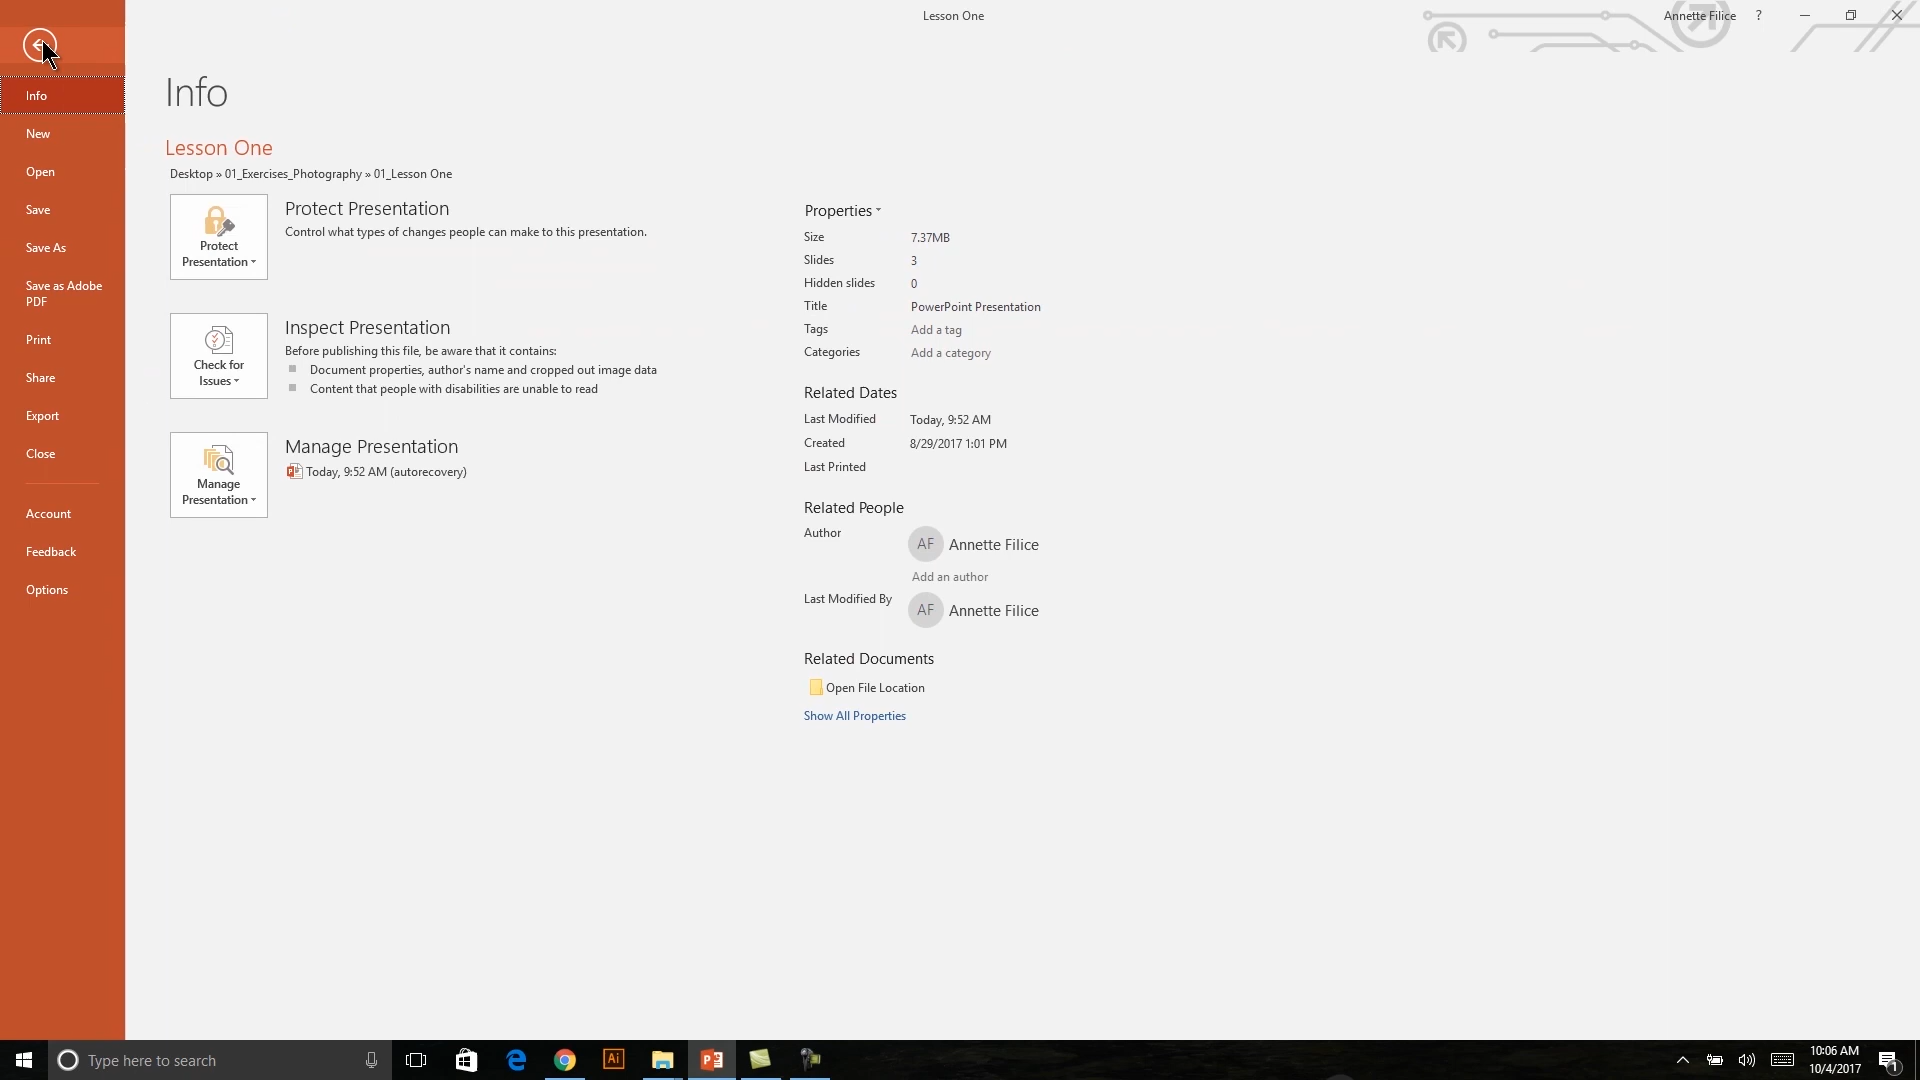 Lesson One
Annette Filice
?
Info
New
Open
Save
Save As
Save as Adobe
PDF
Print
Share
Export
Close
Account
Feedback
Options
Info
Lesson One
Desktop » 01_Exercises_Photography » 01_Lesson One
Protect
Presentation
Protect Presentation
Control what types of changes people can make to this presentation.
Check for
Issues
Inspect Presentation
Before publishing this file, be aware that it contains:
Document properties, author's name and cropped out image data
Content that people with disabilities are unable to read
Manage
Presentation
Manage Presentation
Today, 9:52 AM (autorecovery)
Properties
Size 7.37MB
Slides 3
Hidden slides 0
Title PowerPoint Presentation
Tags Add a tag
Categories Add a category
Related Dates
Last Modified Today, 9:52 AM
Created 8/29/2017 1:01 PM
Last Printed
Related People
Author AF Annette Filice
Add an author
Last Modified By AF Annette Filice
Related Documents
Open File Location
Show All Properties
Type here to search
Ai
10:06 AM
10/4/2017
1